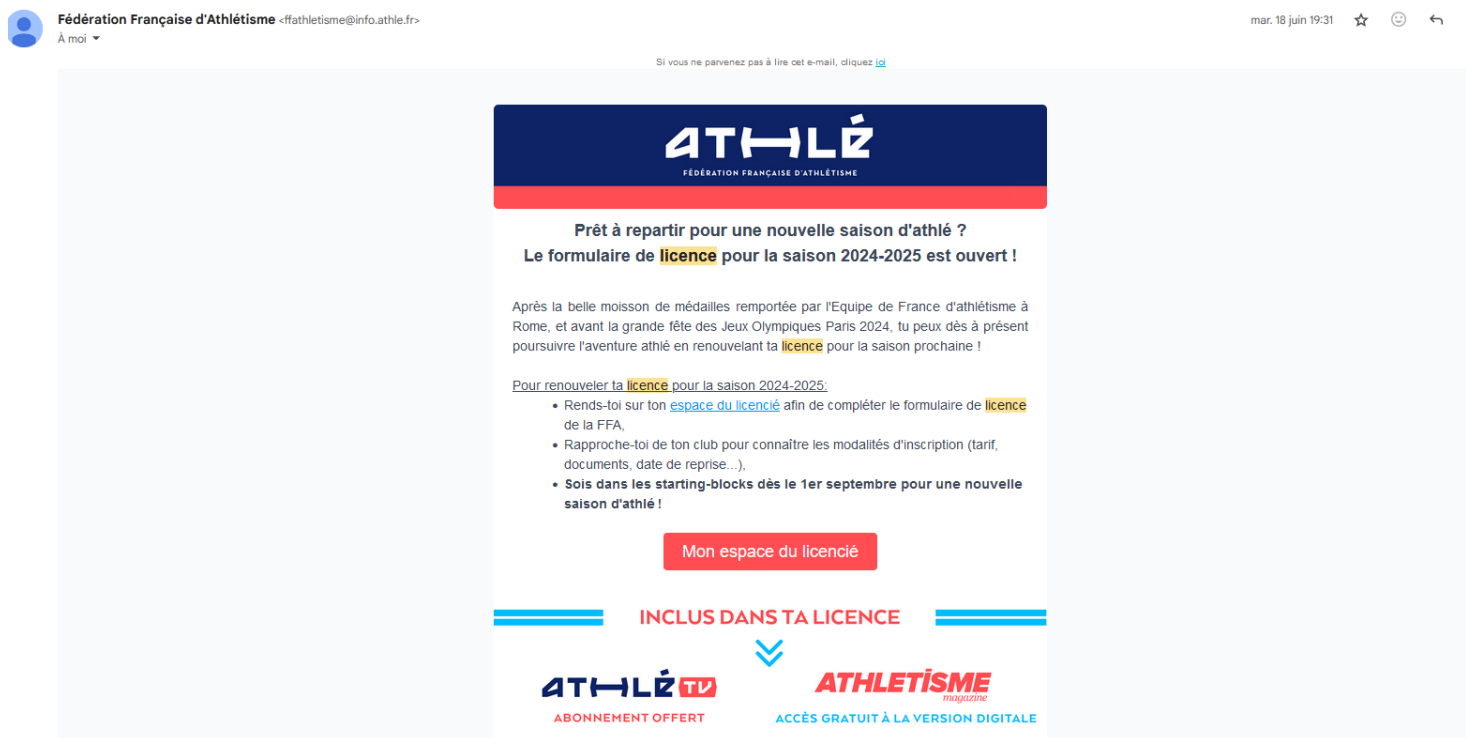 Fédération Française d'Athlétisme <ffathletisme@info.athle.fr>
mar. 18 juin 19:31
À moi
Si vous ne parvenez pas à lire cet e-mail, cliquez ici
ATHLÉ
FÉDÉRATION FRANÇAISE D'ATHLÉTISME
Prêt à repartir pour une nouvelle saison d'athlé ?
Le formulaire de licence pour la saison 2024-2025 est ouvert !
Après la belle moisson de médailles remportée par l'Equipe de France d'athlétisme à
Rome, et avant la grande fête des Jeux Olympiques Paris 2024, tu peux dès à présent
poursuivre l'aventure athlé en renouvelant ta licence pour la saison prochaine !
Pour renouveler ta licence pour la saison 2024-2025:
• Rends-toi sur ton espace du licencié afin de compléter le formulaire de licence
de la FFA,
• Rapproche-toi de ton club pour connaître les modalités d'inscription (tarif,
documents, date de reprise...),
• Sois dans les starting-blocks dès le 1er septembre pour une nouvelle
saison d'athlé !
Mon espace du licencié
INCLUS DANS TA LICENCE
ATHLÉ TV
ABONNEMENT OFFERT
ATHLETISME
magazine
ACCÈS GRATUIT À LA VERSION DIGITALE